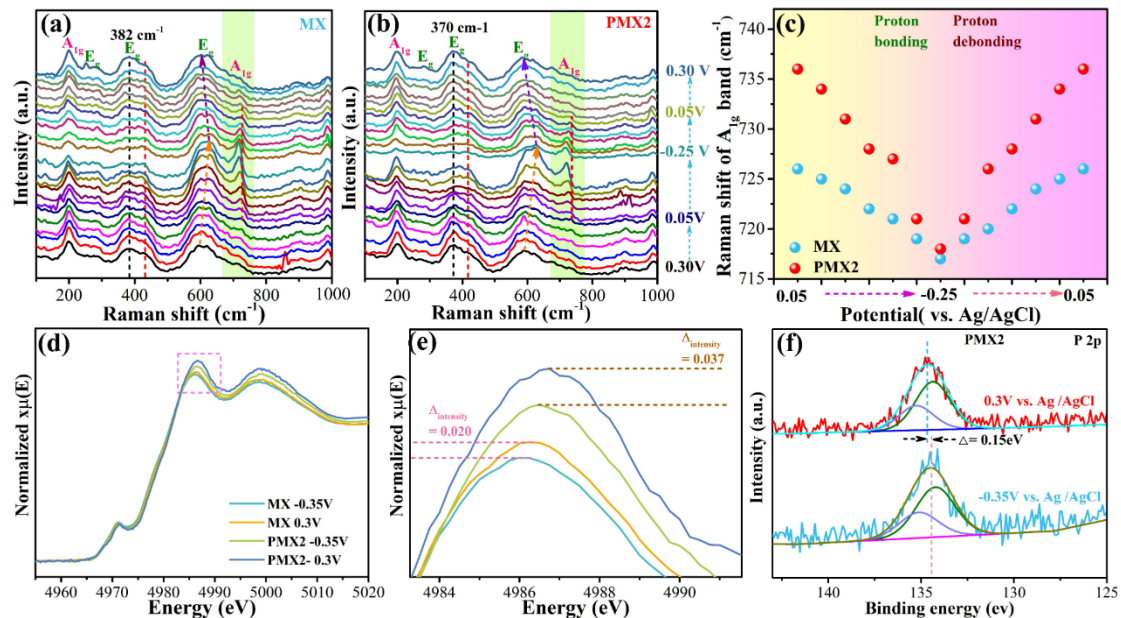 (a)
MX
382 cm⁻¹
A1g
Eg
Eg
Eg
A1g
Intensity (a.u.)
200 400 600 800 1000
Raman shift (cm⁻¹)
(b)
PMX2
370 cm-1
A1g
Eg
Eg
Eg
A1g
0.30 V
0.05V
-0.25 V
0.05V
0.30V
Intensity (a.u.)
200 400 600 800 1000
Raman shift (cm⁻¹)
(c)
Proton
bonding
Proton
debonding
Raman shift of A1g band (cm⁻¹)
740
735
730
725
720
715
MX
PMX2
0.05 -0.25 0.05
Potential( vs. Ag/AgCl)
(d)
Normalized xμ(E)
MX -0.35V
MX 0.3V
PMX2 -0.35V
PMX2- 0.3V
4960 4970 4980 4990 5000 5010 5020
Energy (eV)
(e)
Δintensity
= 0.037
Δintensity
= 0.020
Normalized xμ(E)
4984 4986 4988 4990
Energy (eV)
(f)
PMX2
P 2p
0.3V vs. Ag /AgCl
△= 0.15eV
-0.35V vs. Ag /AgCl
Intensity (a.u.)
140 135 130 125
Binding energy (ev)